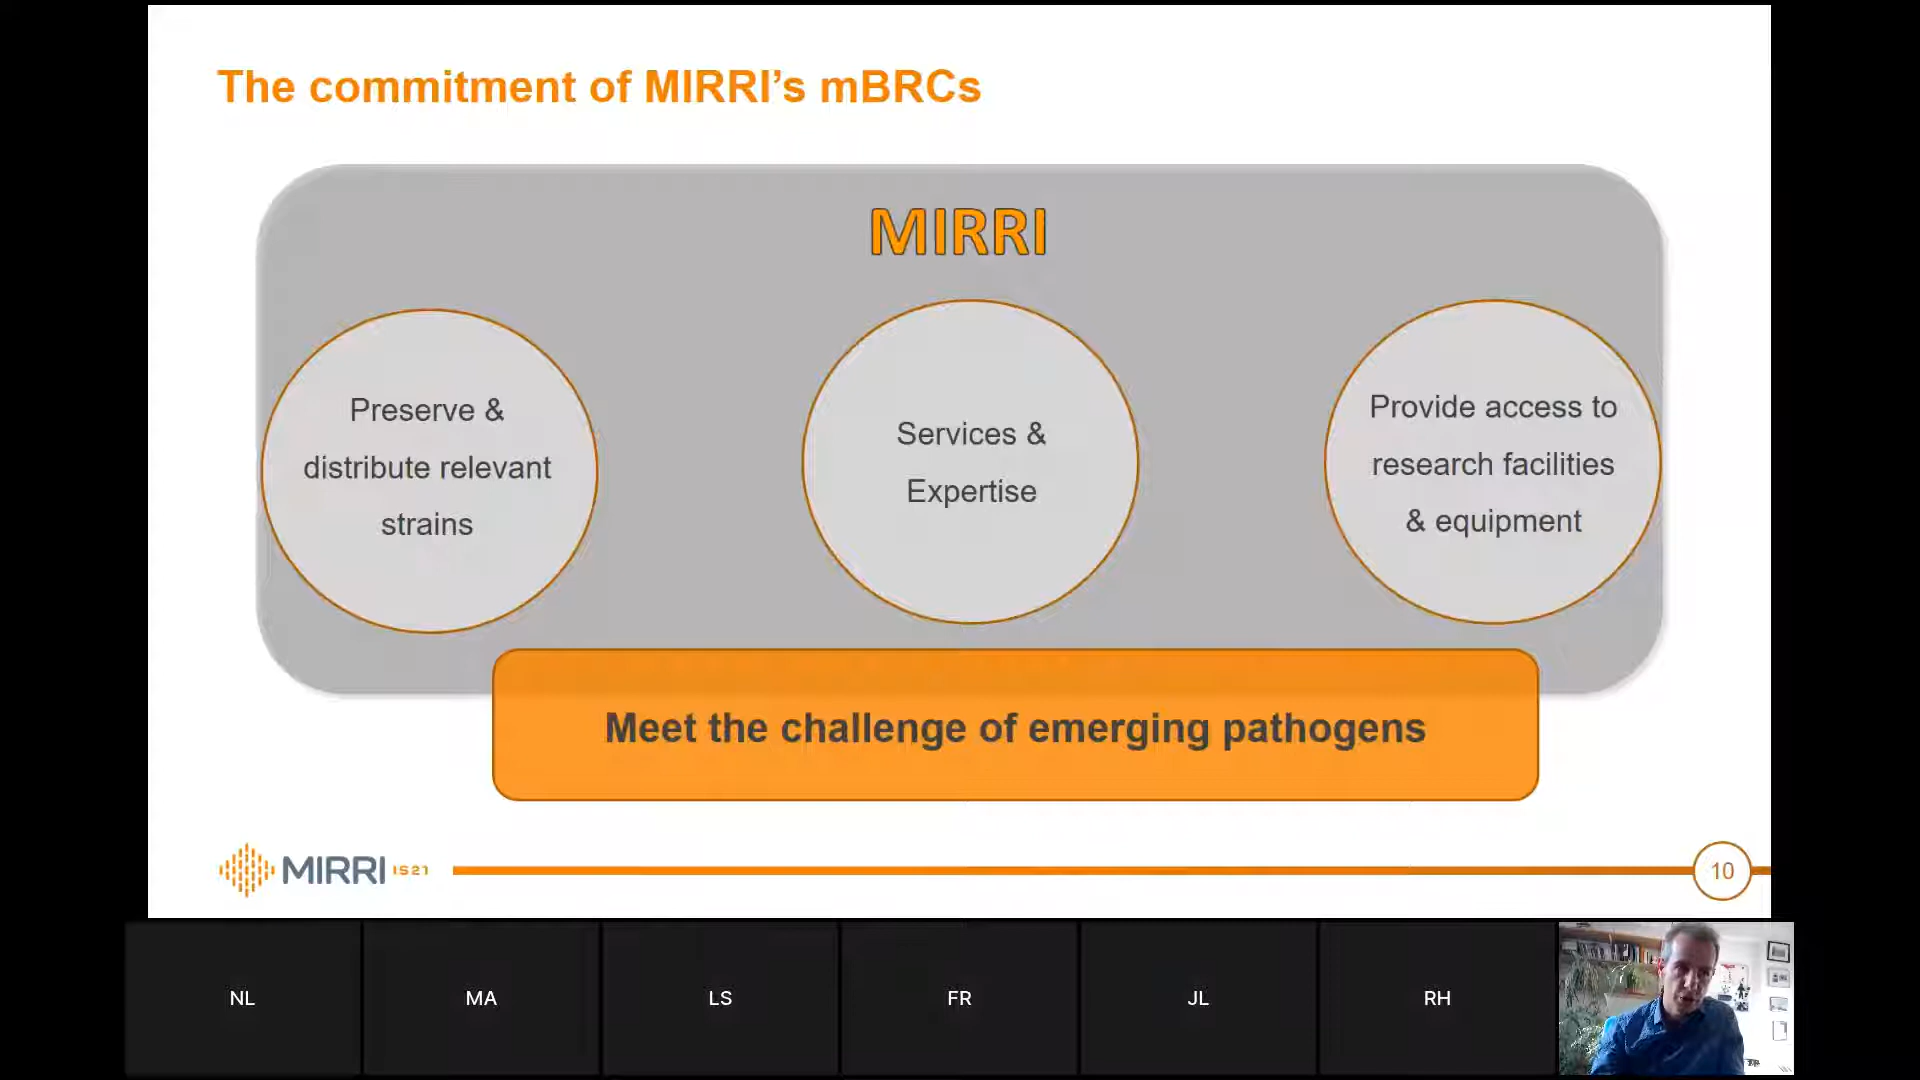 The commitment of MIRRI’s mBRCs
MIRRI
Preserve &
distribute relevant
strains
Services &
Expertise
Provide access to
research facilities
& equipment
Meet the challenge of emerging pathogens
MIRRI IS21
10
NL
MA
LS
FR
JL
RH